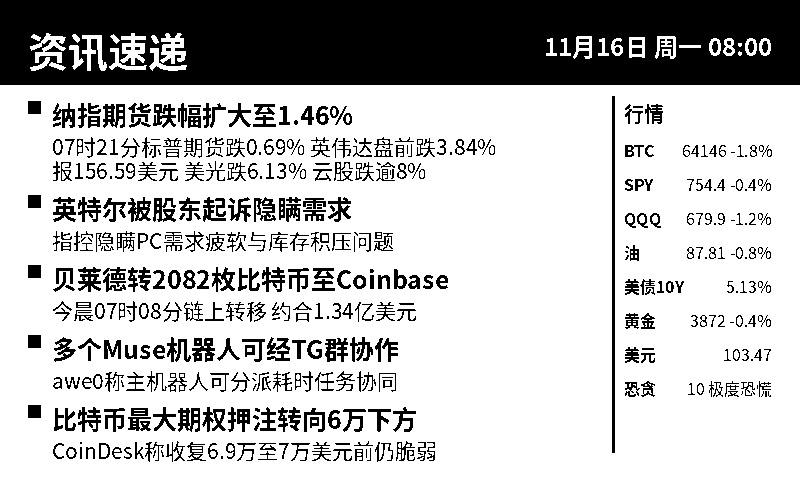 资讯速递
11月16日 周一 08:00
纳指期货跌幅扩大至1.46%
07时21分标普期货跌0.69% 英伟达盘前跌3.84%
报156.59美元 美光跌6.13% 云股跌逾8%
英特尔被股东起诉隐瞒需求
指控隐瞒PC需求疲软与库存积压问题
贝莱德转2082枚比特币至Coinbase
今晨07时08分链上转移 约合1.34亿美元
多个Muse机器人可经TG群协作
awe0称主机器人可分派耗时任务协同
比特币最大期权押注转向6万下方
CoinDesk称收复6.9万至7万美元前仍脆弱
行情
BTC 64146 -1.8%
SPY 754.4 -0.4%
QQQ 679.9 -1.2%
油 87.81 -0.8%
美债10Y 5.13%
黄金 3872 -0.4%
美元 103.47
恐贪 10 极度恐慌